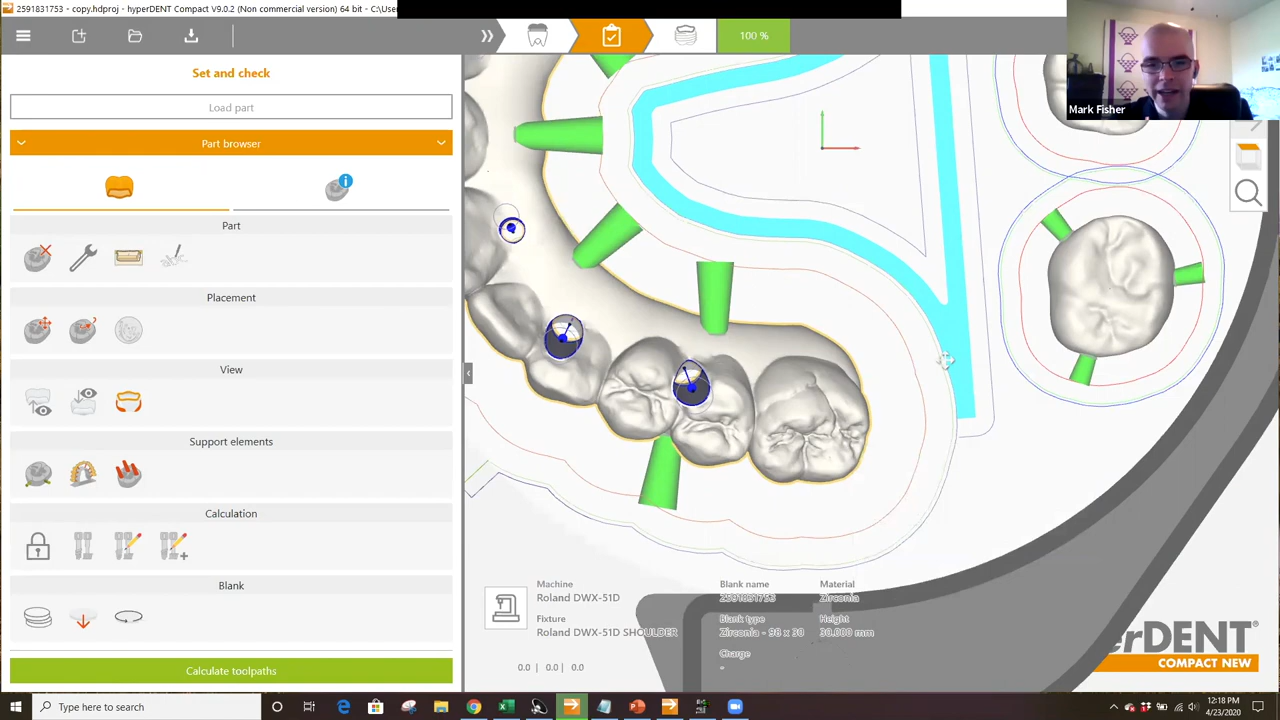 2591831753 - copy.hdproj - hyperDENT Compact V9.0.2 (Non commercial version) 64 bit - C:\Use
100 %
Set and check
Mark Fisher
Load part
Part browser
Part
Placement
View
Support elements
Calculation
Blank
Calculate toolpaths
Machine
Roland DWX-51D
Fixture
Roland DWX-51D SHOULDER
0.0 | 0.0 | 0.0
Blank name
2591831753
Material
Zirconia
Blank type
Zirconia - 98 x 30
Height
30.000 mm
Charge
-
erDENT®
COMPACT NEW
Type here to search
12:18 PM
4/23/2020